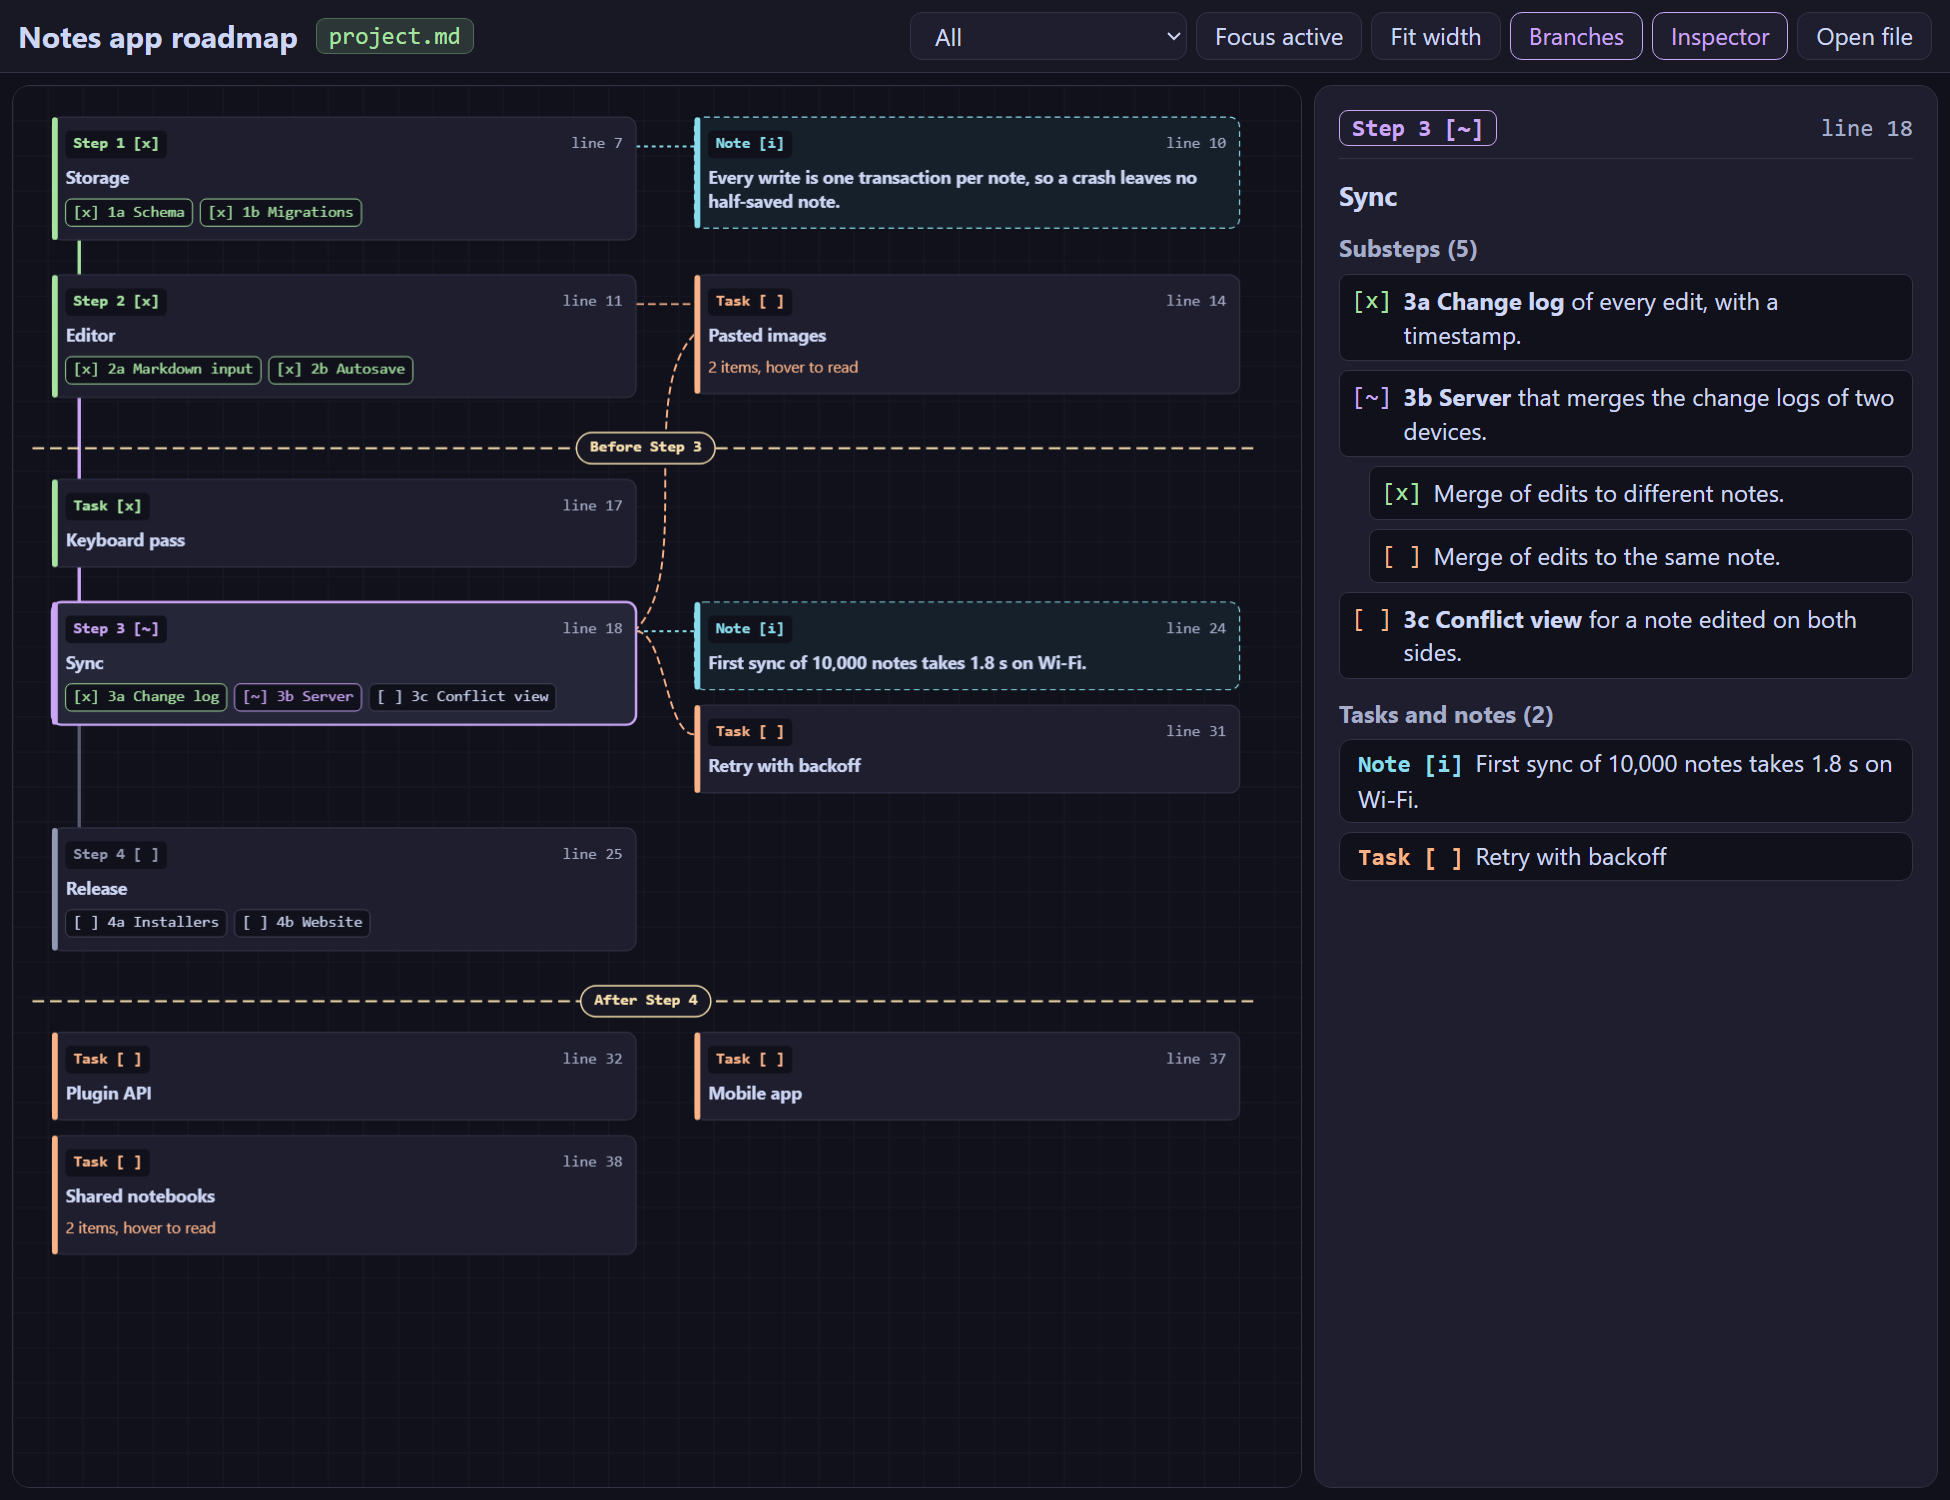 Notes app roadmap project.md All Focus active Fit width Branches Inspector Open file
Step 1 [x] line 7
Storage
[x] 1a Schema [x] 1b Migrations
Note [i] line 10
Every write is one transaction per note, so a crash leaves no
half-saved note.
Step 2 [x] line 11
Editor
[x] 2a Markdown input [x] 2b Autosave
Task [ ] line 14
Pasted images
2 items, hover to read
Before Step 3
Task [x] line 17
Keyboard pass
Step 3 [~] line 18
Sync
[x] 3a Change log [~] 3b Server [ ] 3c Conflict view
Note [i] line 24
First sync of 10,000 notes takes 1.8 s on Wi-Fi.
Task [ ] line 31
Retry with backoff
Step 4 [ ] line 25
Release
[ ] 4a Installers [ ] 4b Website
After Step 4
Task [ ] line 32
Plugin API
Task [ ] line 37
Mobile app
Task [ ] line 38
Shared notebooks
2 items, hover to read
Step 3 [~] line 18
Sync
Substeps (5)
[x] 3a Change log of every edit, with a
timestamp.
[~] 3b Server that merges the change logs of two
devices.
[x] Merge of edits to different notes.
[ ] Merge of edits to the same note.
[ ] 3c Conflict view for a note edited on both
sides.
Tasks and notes (2)
Note [i] First sync of 10,000 notes takes 1.8 s on
Wi-Fi.
Task [ ] Retry with backoff